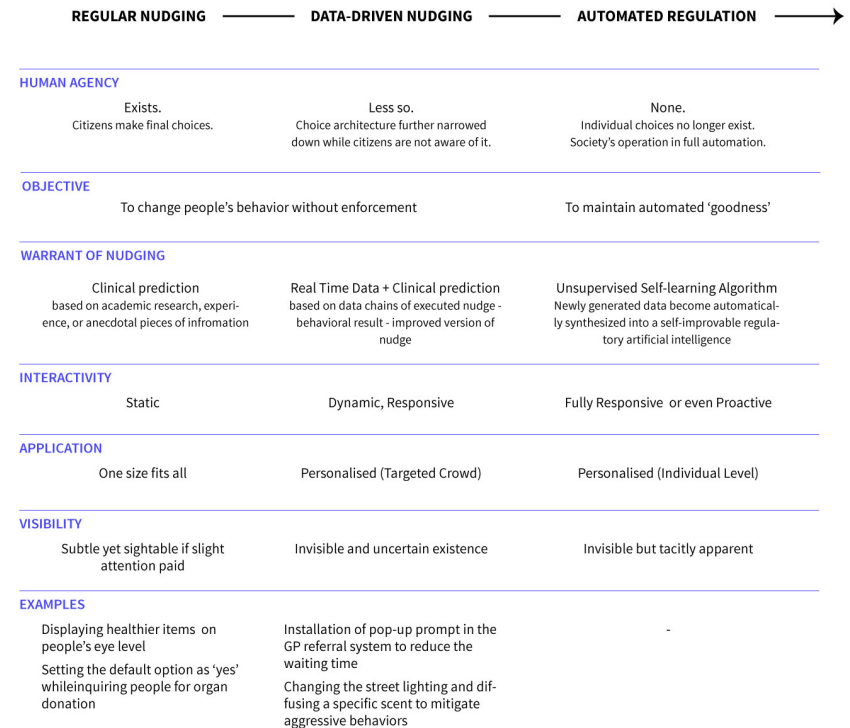 REGULAR NUDGING
DATA-DRIVEN NUDGING
AUTOMATED REGULATION
HUMAN AGENCY
Exists.
Citizens make final choices.
Less so.
Choice architecture further narrowed
down while citizens are not aware of it.
None.
Individual choices no longer exist.
Society's operation in full automation.
OBJECTIVE
To change people's behavior without enforcement
To maintain automated ‘goodness’
WARRANT OF NUDGING
Clinical prediction
based on academic research, experi-
ence, or anecdotal pieces of infromation
Real Time Data + Clinical prediction
based on data chains of executed nudge -
behavioral result - improved version of
nudge
Unsupervised Self-learning Algorithm
Newly generated data become automatical-
ly synthesized into a self-improvable regula-
tory artificial intelligence
INTERACTIVITY
Static
Dynamic, Responsive
Fully Responsive or even Proactive
APPLICATION
One size fits all
Personalised (Targeted Crowd)
Personalised (Individual Level)
VISIBILITY
Subtle yet sightable if slight
attention paid
Invisible and uncertain existence
Invisible but tacitly apparent
EXAMPLES
Displaying healthier items on
people's eye level
Setting the default option as ‘yes’
whileinquiring people for organ
donation
Installation of pop-up prompt in the
GP referral system to reduce the
waiting time
Changing the street lighting and dif-
fusing a specific scent to mitigate
aggressive behaviors
-